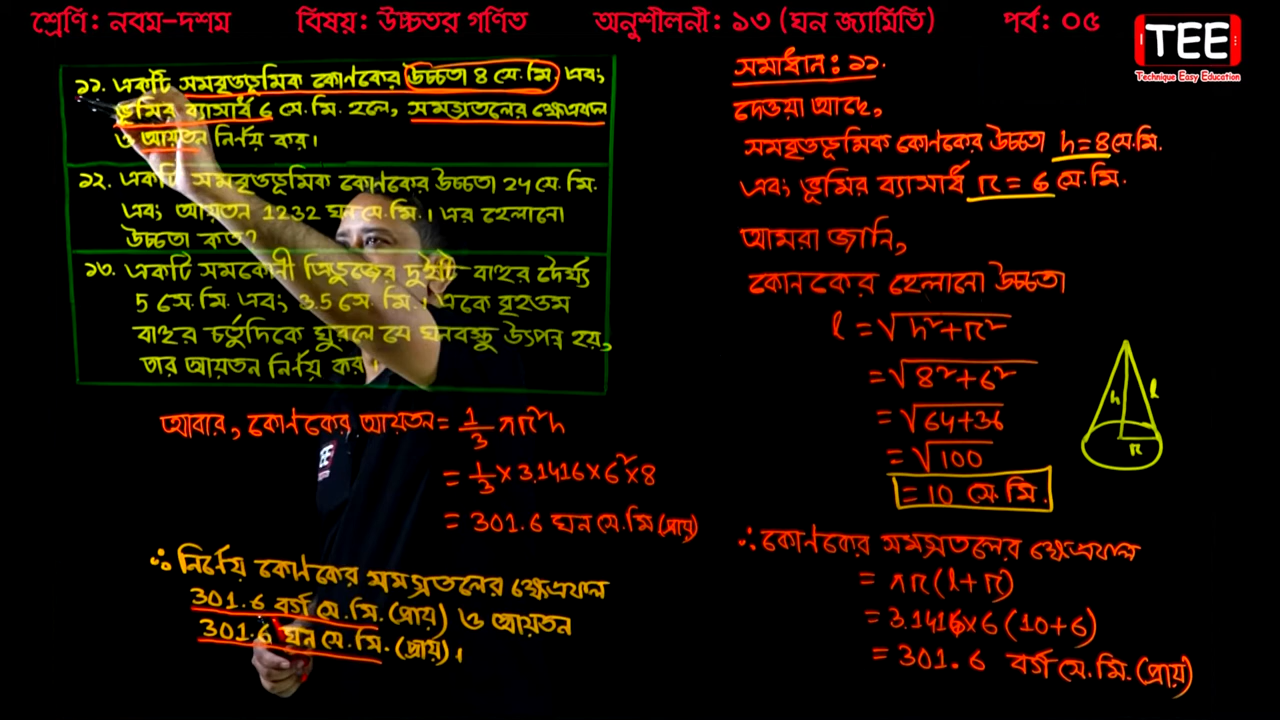 শ্রেণি: নবম-দশম বিষয়: উচ্চতর গণিত অনুশীলনী: ১৩ (ঘন জ্যামিতি) পর্ব: ০৫
TEE
Technique Easy Education
১১. একটি সমবৃত্তভূমিক কোণকের উচ্চতা 8 সে.মি. এবং
ভূমির ব্যাসার্ধ 6 সে.মি. হলে, সমগ্রতলের ক্ষেত্রফল
ও আয়তন নির্ণয় কর।
১২. একটি সমবৃত্তভূমিক কোণকের উচ্চতা 24 সে.মি.
এবং আয়তন 1232 ঘন সে.মি.। এর হেলানো
উচ্চতা কত?
১৩. একটি সমকোনী ত্রিভুজের দুইটি বাহুর দৈর্ঘ্য
5 সে.মি. এবং 3.5 সে.মি.। একে বৃহত্তম
বাহুর চর্তুদিকে ঘুরলে যে ঘনবস্তু উৎপন্ন হয়,
তার আয়তন নির্ণয় কর।
আবার, কোণকের আয়তন = 1/3 πr²h
= 1/3 × 3.1416 × 6² × 8
= 301.6 ঘন সে.মি (প্রায়)
∴ নির্ণেয় কোণকের সমগ্রতলের ক্ষেত্রফল
301.6 বর্গ সে.মি. (প্রায়) ও আয়তন
301.6 ঘন সে.মি. (প্রায়)।
সমাধান: ১১.
দেওয়া আছে,
সমবৃত্তভূমিক কোণকের উচ্চতা h = 8 সে.মি.
এবং ভূমির ব্যাসার্ধ r = 6 সে.মি.
আমরা জানি,
কোনকের হেলানো উচ্চতা
l = √h²+r²
= √8²+6²
= √64+36
= √100
= 10 সে.মি.
h l
r
∴ কোণকের সমগ্রতলের ক্ষেত্রফল
= πr(l+r)
= 3.1416×6(10+6)
= 301.6 বর্গ সে.মি. (প্রায়)